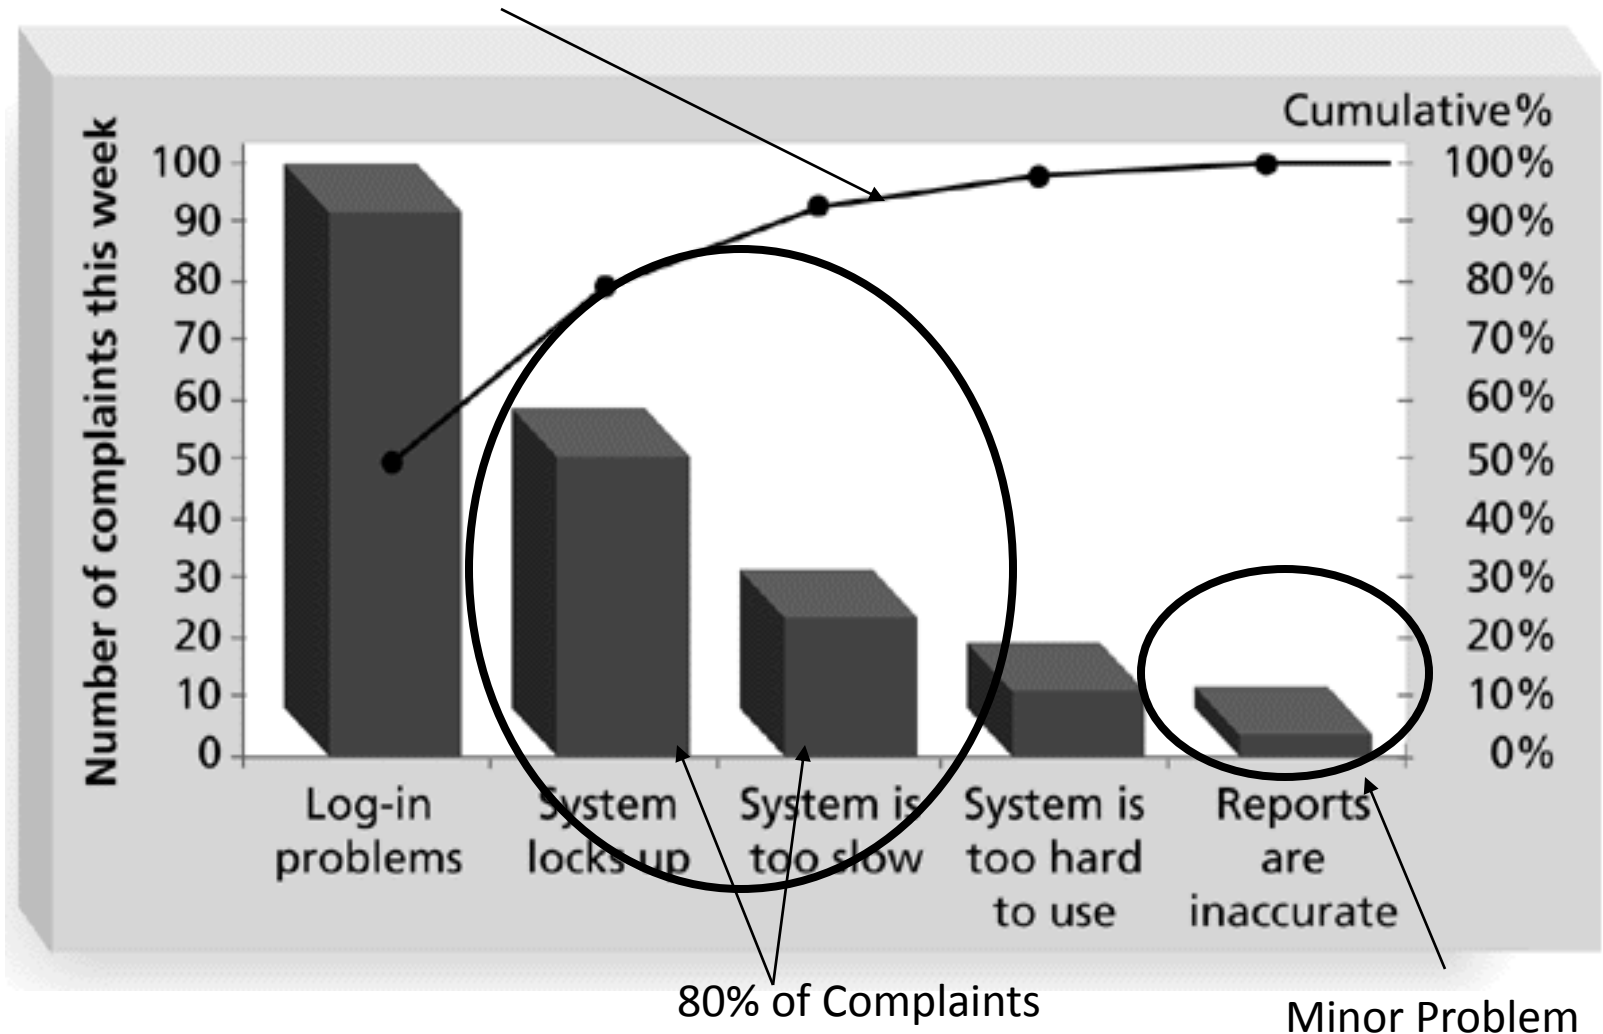 Cumulative%
Number of complaints this week
100
90
80
70
60
50
40
30
20
10
0
100%
90%
80%
70%
60%
50%
40%
30%
20%
10%
0%
Log-in
problems
System
locks up
System is
too slow
System is
too hard
to use
Reports
are
inaccurate
80% of Complaints
Minor Problem